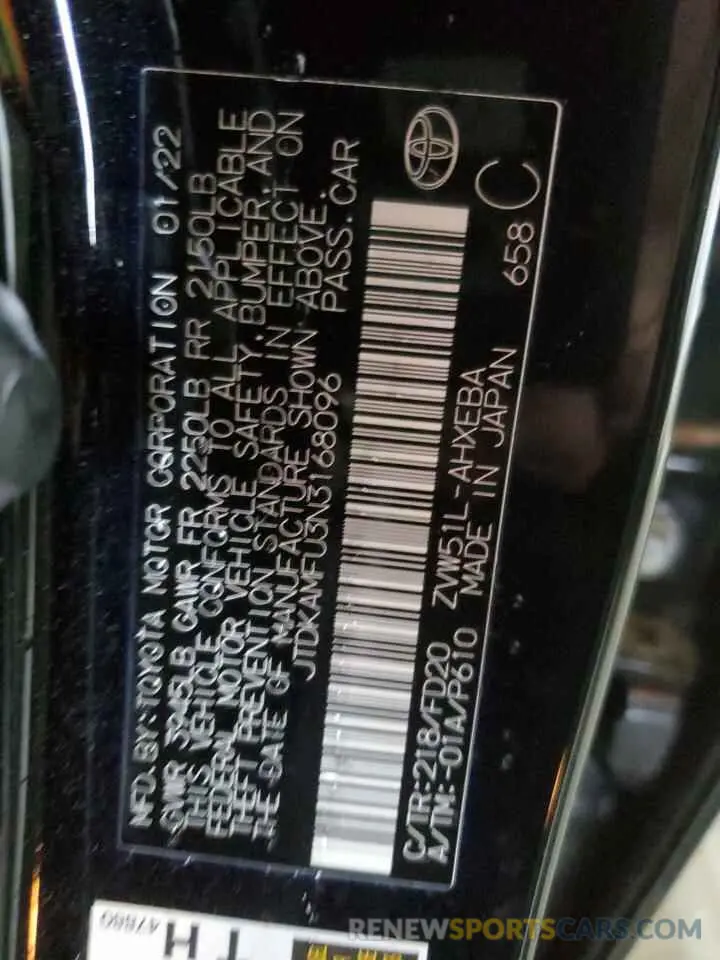 MFD.BY:TOYOTA MOTOR CORPORATION 01/22
GVWR 3945LB GAWR FR 2250LB RR 2150LB
THIS VEHICLE CONFORMS TO ALL APPLICABLE
FEDERAL MOTOR VEHICLE SAFETY, BUMPER, AND
THEFT PREVENTION STANDARDS IN EFFECT ON
THE DATE OF MANUFACTURE SHOWN ABOVE.
JTDKAMFU3N3168096 PASS.CAR
C/TR:218/FD20 ZVW51L-AHXEBA
A/TM:-01A/P610 MADE IN JAPAN 658 C
47880
TH
RENEWSPORTSCARS.COM